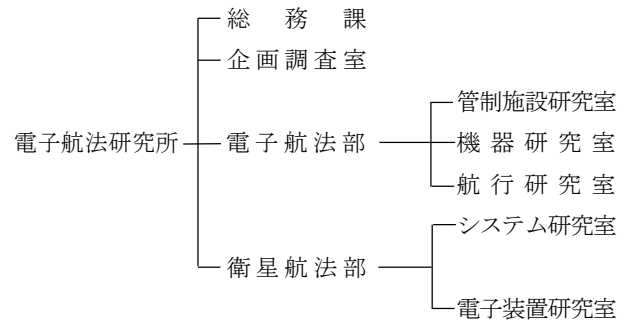 総務課
企画調査室
管制施設研究室
電子航法研究所
電子航法部
機器研究室
航行研究室
システム研究室
衛星航法部
電子装置研究室